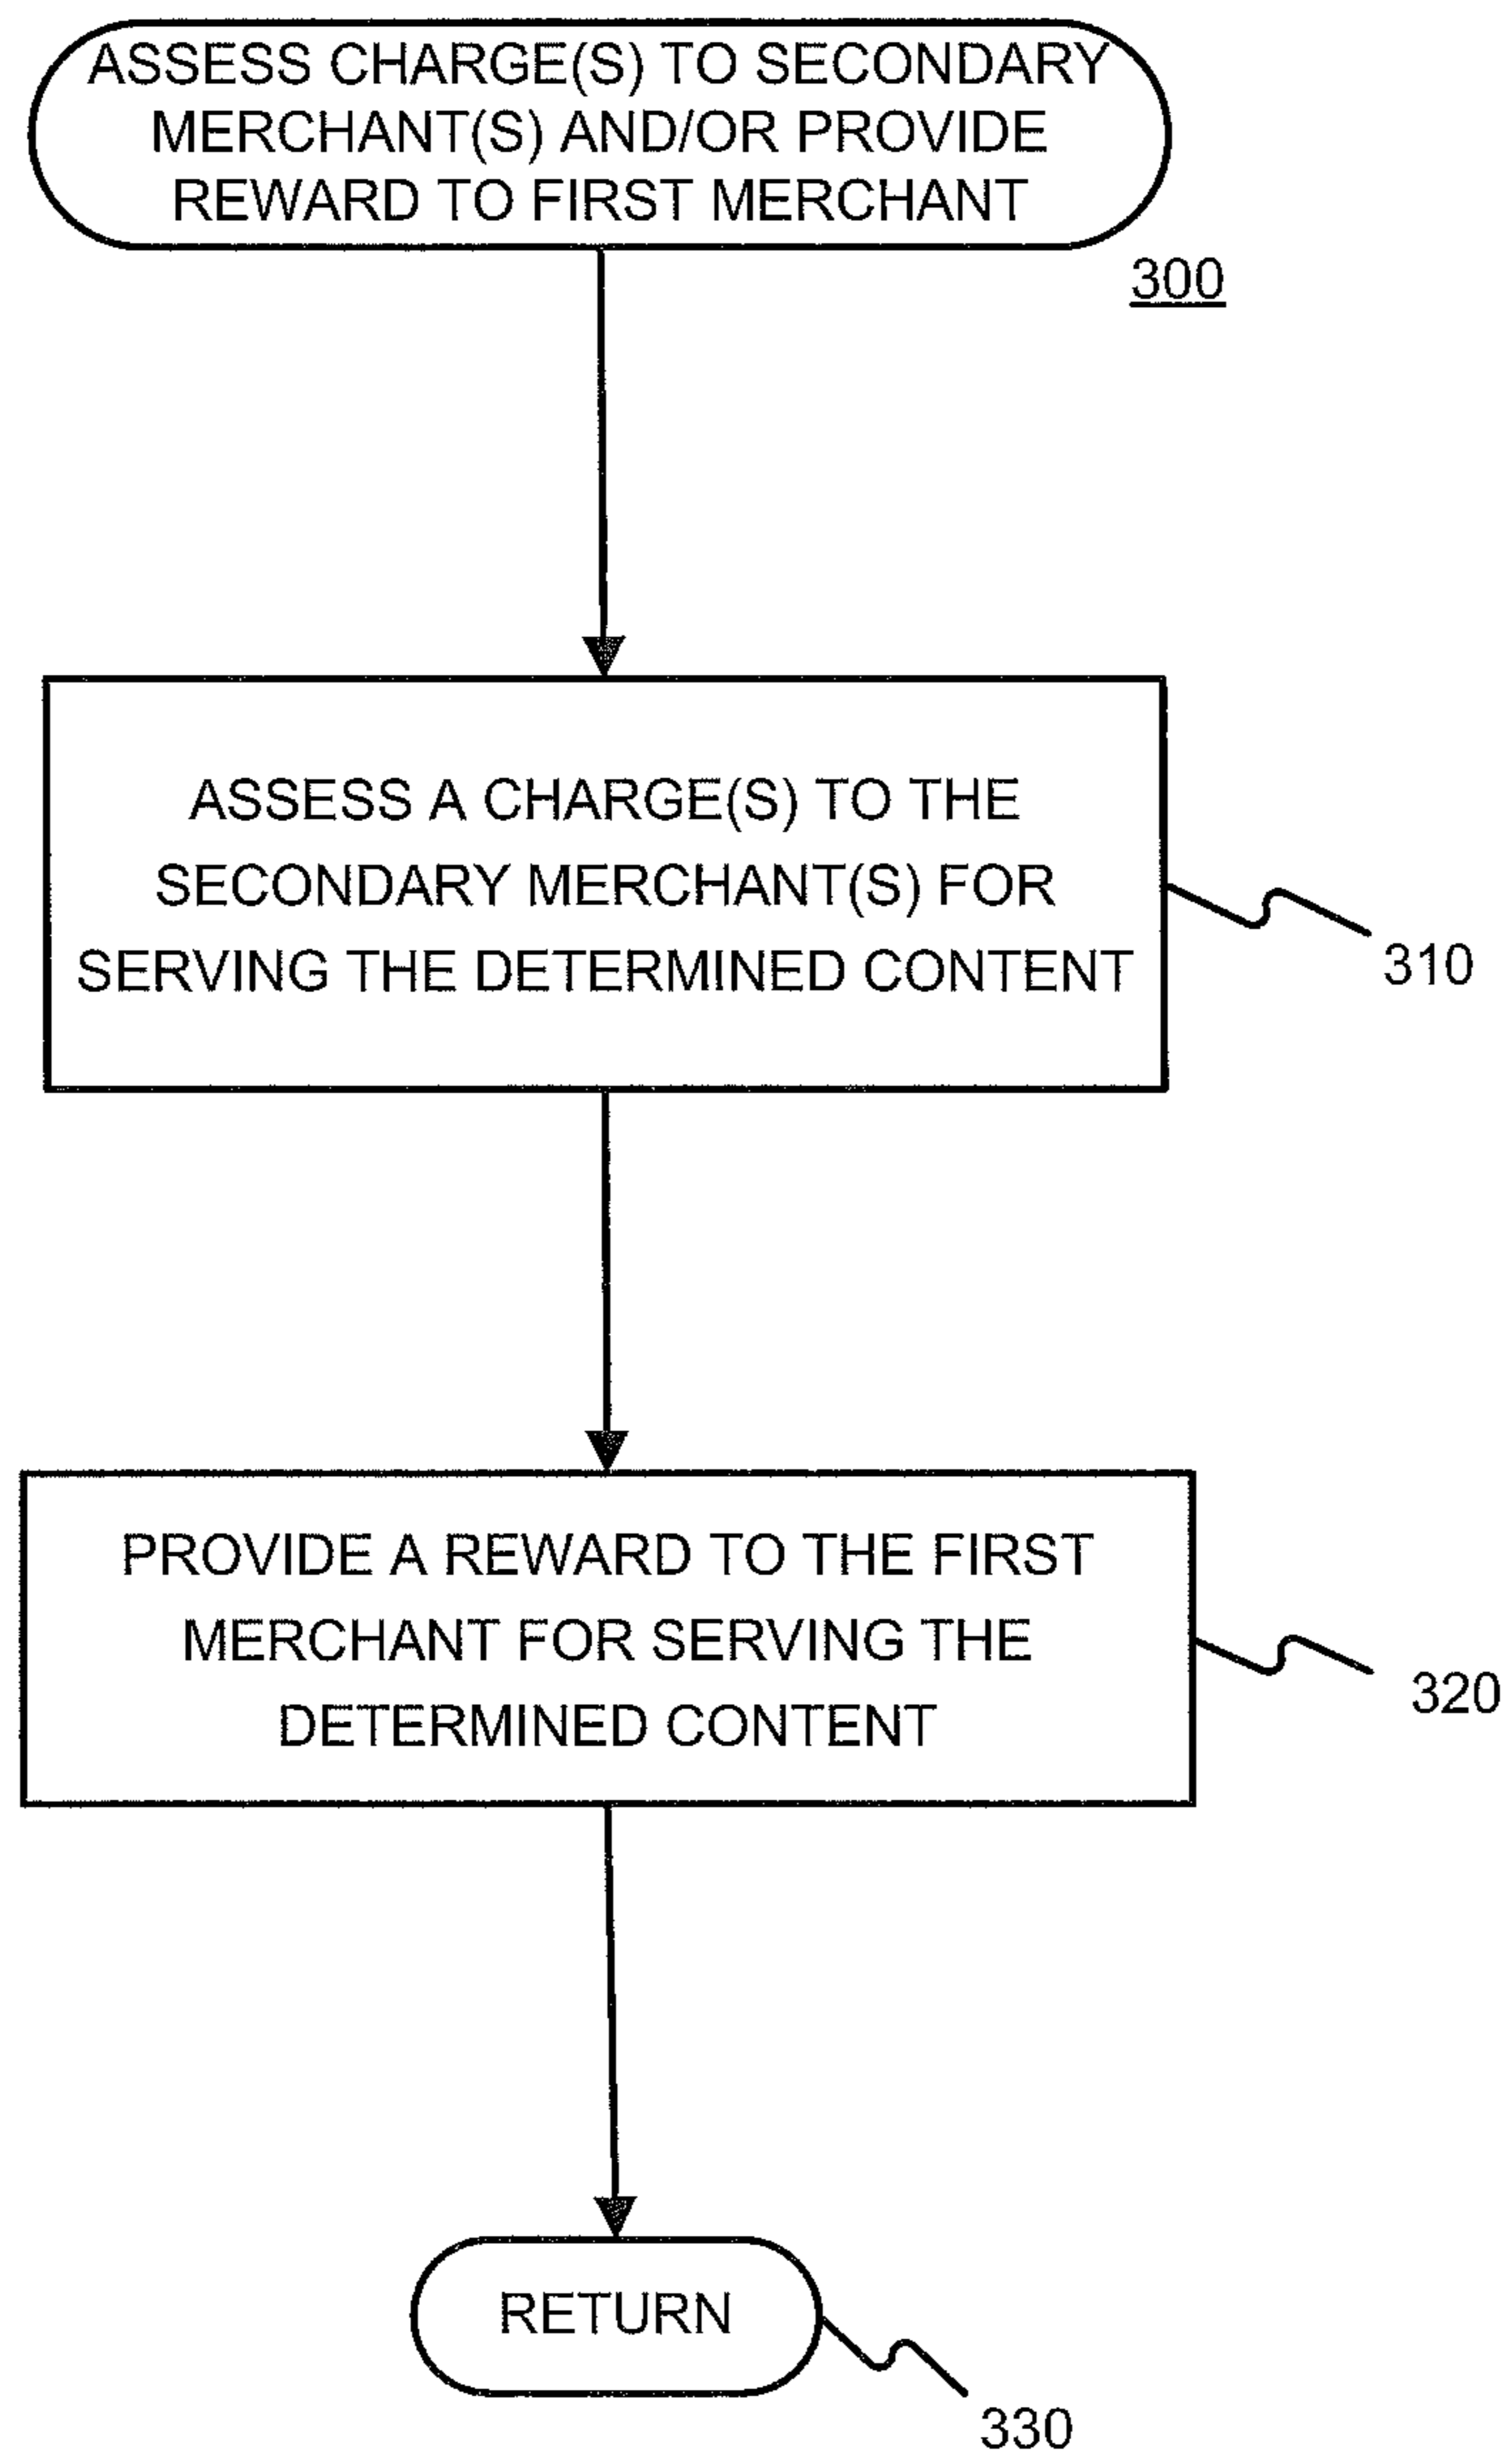 ASSESS CHARGE(S) TO SECONDARY
MERCHANT(S) AND/OR PROVIDE
REWARD TO FIRST MERCHANT
300
ASSESS A CHARGE(S) TO THE
SECONDARY MERCHANT(S) FOR
SERVING THE DETERMINED CONTENT
310
PROVIDE A REWARD TO THE FIRST
MERCHANT FOR SERVING THE
DETERMINED CONTENT
320
RETURN
330